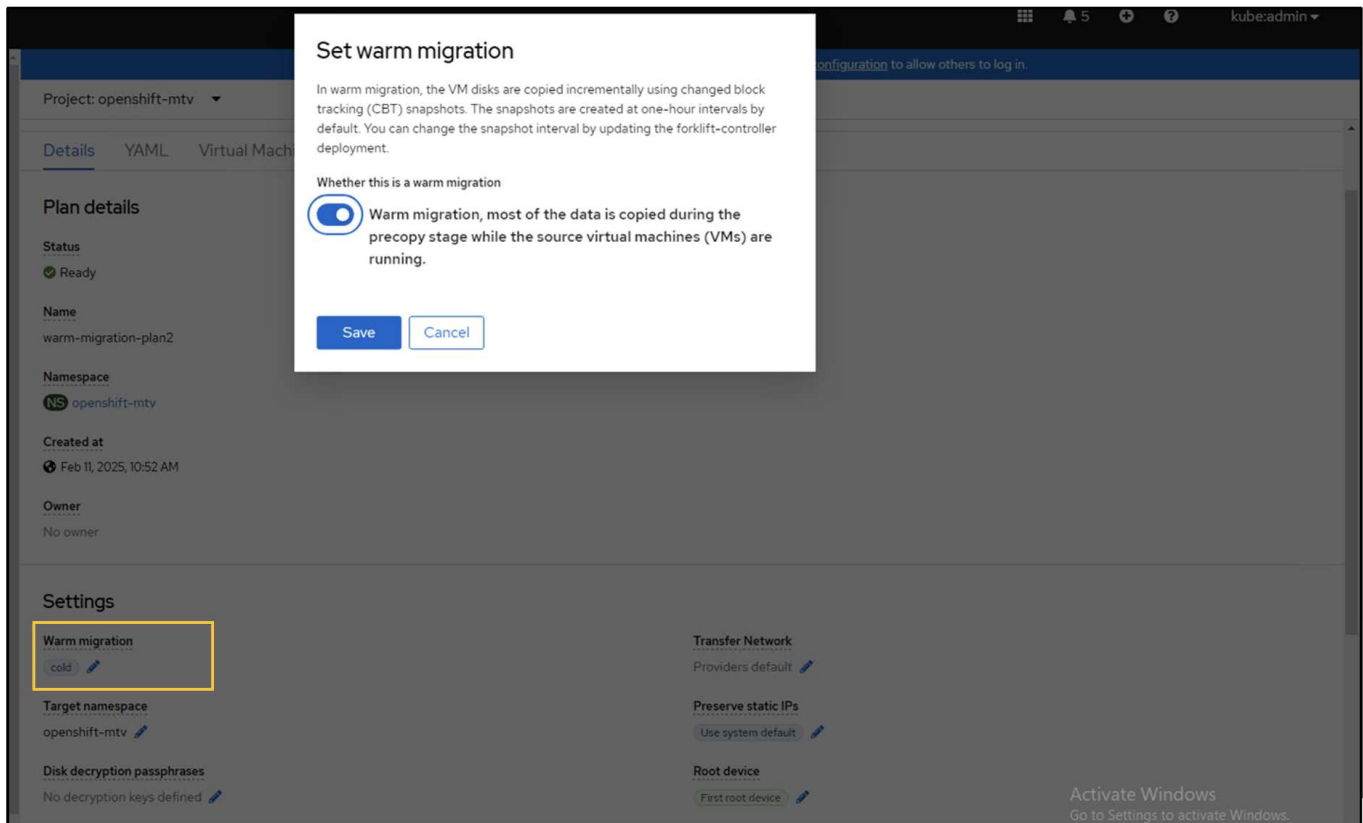 5
kube:admin
Set warm migration
onfiguration to allow others to log in.
In warm migration, the VM disks are copied incrementally using changed block
tracking (CBT) snapshots. The snapshots are created at one-hour intervals by
default. You can change the snapshot interval by updating the forklift-controller
deployment.
Project: openshift-mtv
Details YAML Virtual Machi
Whether this is a warm migration
Warm migration, most of the data is copied during the
precopy stage while the source virtual machines (VMs) are
running.
Save Cancel
Plan details
Status
Ready
Name
warm-migration-plan2
Namespace
NS openshift-mtv
Created at
Feb 11, 2025, 10:52 AM
Owner
No owner
Settings
Warm migration
cold
Target namespace
openshift-mtv
Disk decryption passphrases
No decryption keys defined
Transfer Network
Providers default
Preserve static IPs
Use system default
Root device
First root device
Activate Windows
Go to Settings to activate Windows.